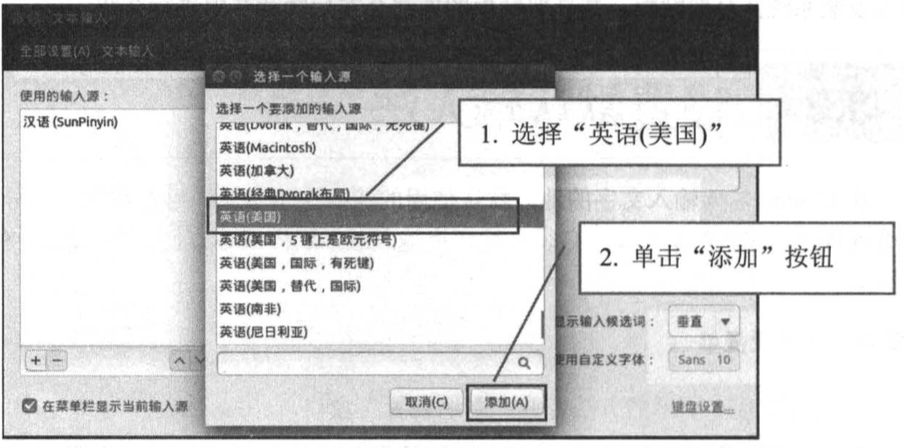 文本输入
全部设置(A) 文本输入
选择一个输入源
使用的输入源：
汉语 (SunPinyin)
选择一个要添加的输入源
英语(Dvorak，替代，国际，无死键)
英语(Macintosh)
英语(加拿大)
英语(经典Dvorak布局)
英语(美国)
英语(美国，5 键上是欧元符号)
英语(美国，国际，有死键)
英语(美国，替代，国际)
英语(南非)
英语(尼日利亚)
1. 选择“英语(美国)”
2. 单击“添加”按钮
显示输入候选词：
垂直
使用自定义字体：
Sans 10
+ −
取消(C)
添加(A)
在菜单栏显示当前输入源
键盘设置...